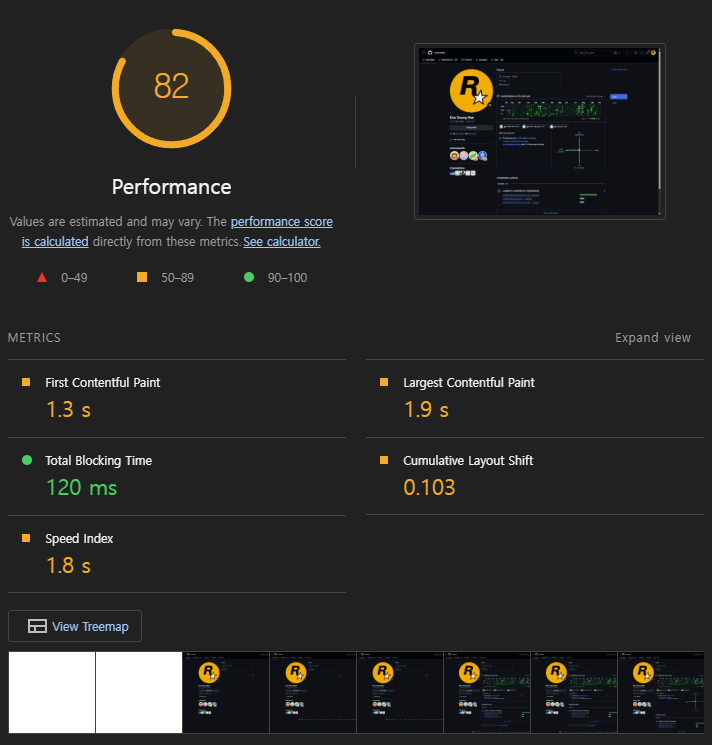 82
Performance
Values are estimated and may vary. The performance score
is calculated directly from these metrics. See calculator.
0–49
50–89
90–100
METRICS
Expand view
First Contentful Paint
1.3 s
Largest Contentful Paint
1.9 s
Total Blocking Time
120 ms
Cumulative Layout Shift
0.103
Speed Index
1.8 s
View Treemap